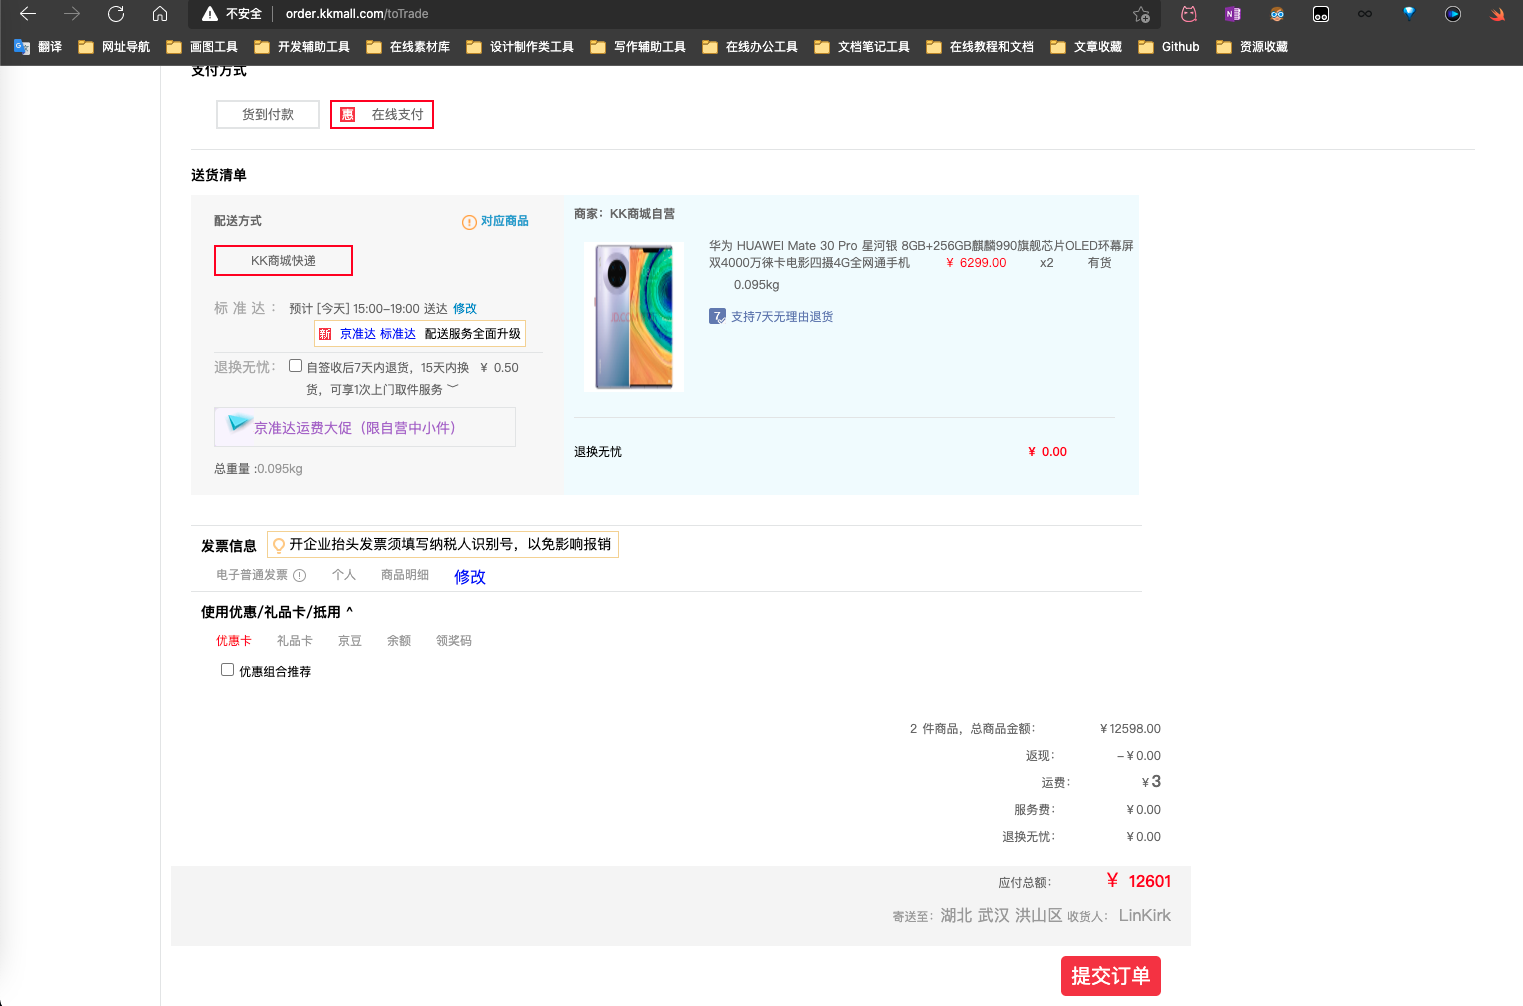 不安全 order.kkmall.com/toTrade
翻译 网址导航 画图工具 开发辅助工具 在线素材库 设计制作类工具 写作辅助工具 在线办公工具 文档笔记工具 在线教程和文档 文章收藏 Github 资源收藏
支付方式
货到付款 惠 在线支付
送货清单
配送方式 对应商品
KK商城快递
标 准 达： 预计 [今天] 15:00-19:00 送达 修改
新 京准达 标准达 配送服务全面升级
退换无忧： 自签收后7天内退货，15天内换 ￥ 0.50
货，可享1次上门取件服务
京准达运费大促（限自营中小件）
总重量 :0.095kg
商家：KK商城自营
华为 HUAWEI Mate 30 Pro 星河银 8GB+256GB麒麟990旗舰芯片OLED环幕屏
双4000万徕卡电影四摄4G全网通手机 ￥ 6299.00 x2 有货
0.095kg
7 支持7天无理由退货
JD.COM
退换无忧 ￥ 0.00
发票信息 开企业抬头发票须填写纳税人识别号，以免影响报销
电子普通发票 个人 商品明细 修改
使用优惠/礼品卡/抵用 ^
优惠卡 礼品卡 京豆 余额 领奖码
优惠组合推荐
2 件商品，总商品金额： ￥12598.00
返现： -￥0.00
运费： ￥3
服务费： ￥0.00
退换无忧： ￥0.00
应付总额： ￥ 12601
寄送至： 湖北 武汉 洪山区 收货人： LinKirk
提交订单